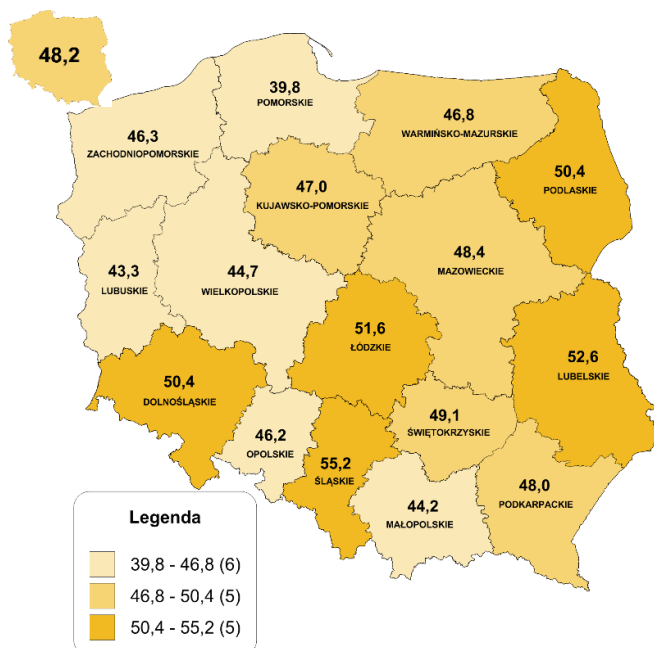 48,2
39,8
POMORSKIE
46,8
WARMIŃSKO-MAZURSKIE
46,3
ZACHODNIOPOMORSKIE
50,4
PODLASKIE
47,0
KUJAWSKO-POMORSKIE
48,4
MAZOWIECKIE
43,3
LUBUSKIE
44,7
WIELKOPOLSKIE
51,6
ŁÓDZKIE
52,6
LUBELSKIE
50,4
DOLNOŚLĄSKIE
49,1
ŚWIĘTOKRZYSKIE
46,2
OPOLSKIE
55,2
ŚLĄSKIE
48,0
PODKARPACKIE
44,2
MAŁOPOLSKIE
Legenda
39,8 - 46,8 (6)
46,8 - 50,4 (5)
50,4 - 55,2 (5)